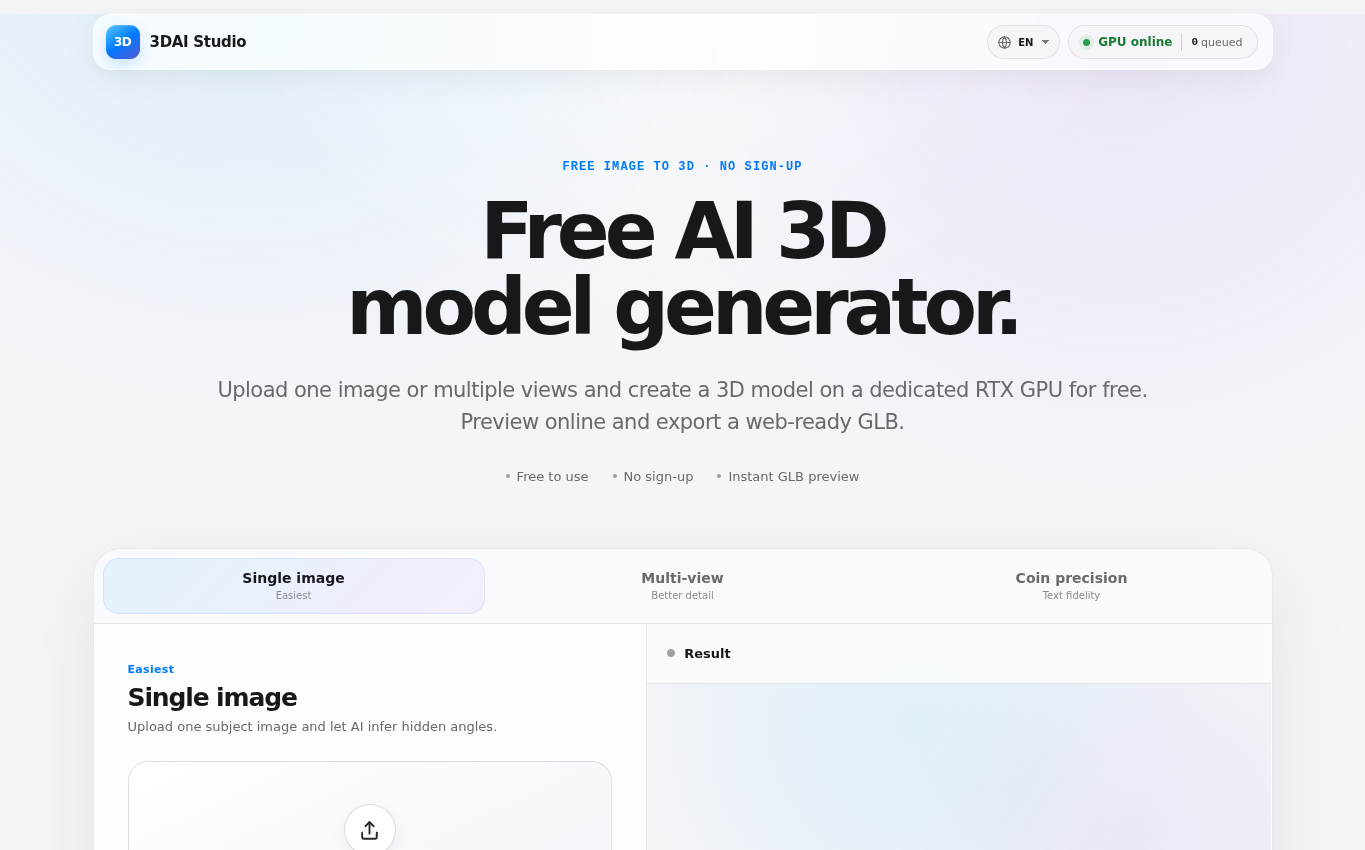 3D
3DAI Studio
EN
GPU online
0 queued
FREE IMAGE TO 3D · NO SIGN-UP
Free AI 3D
model generator.
Upload one image or multiple views and create a 3D model on a dedicated RTX GPU for free.
Preview online and export a web-ready GLB.
• Free to use
• No sign-up
• Instant GLB preview
Single image
Easiest
Multi-view
Better detail
Coin precision
Text fidelity
Easiest
Single image
Upload one subject image and let AI infer hidden angles.
Result